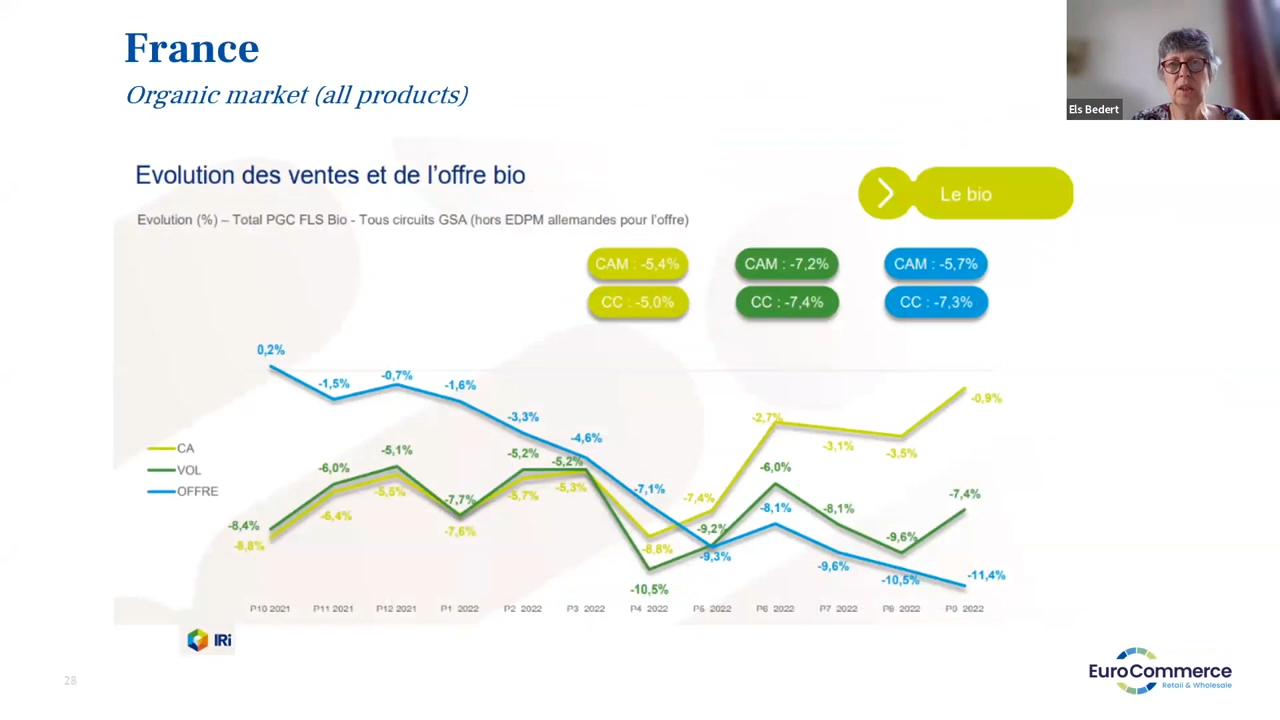 France
Organic market (all products)
Els Bedert
Evolution des ventes et de l'offre bio
Le bio
Evolution (%) – Total PGC FLS Bio - Tous circuits GSA (hors EDPM allemandes pour l'offre)
CAM : -5,4%
CAM : -7,2%
CAM : -5,7%
CC : -5,0%
CC : -7,4%
CC : -7,3%
CA
VOL
OFFRE
0,2%
-1,5%
-0,7%
-1,6%
-3,3%
-4,6%
-7,1%
-9,3%
-8,1%
-9,6%
-10,5%
-11,4%
-8,4%
-6,0%
-5,1%
-7,7%
-5,2%
-5,2%
-10,5%
-9,2%
-6,0%
-8,1%
-9,6%
-7,4%
-8,8%
-6,4%
-5,5%
-7,6%
-5,7%
-5,3%
-8,8%
-7,4%
-2,7%
-3,1%
-3,5%
-0,9%
P10 2021
P11 2021
P12 2021
P1 2022
P2 2022
P3 2022
P4 2022
P5 2022
P6 2022
P7 2022
P8 2022
P9 2022
IRi
28
EuroCommerce
Retail & Wholesale